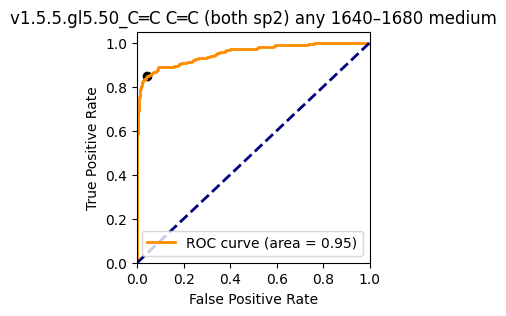 v1.5.5.gl5.50_C═C C=C (both sp2) any 1640–1680 medium
True Positive Rate
1.0
0.8
0.6
0.4
0.2
0.0
ROC curve (area = 0.95)
0.0 0.2 0.4 0.6 0.8 1.0
False Positive Rate